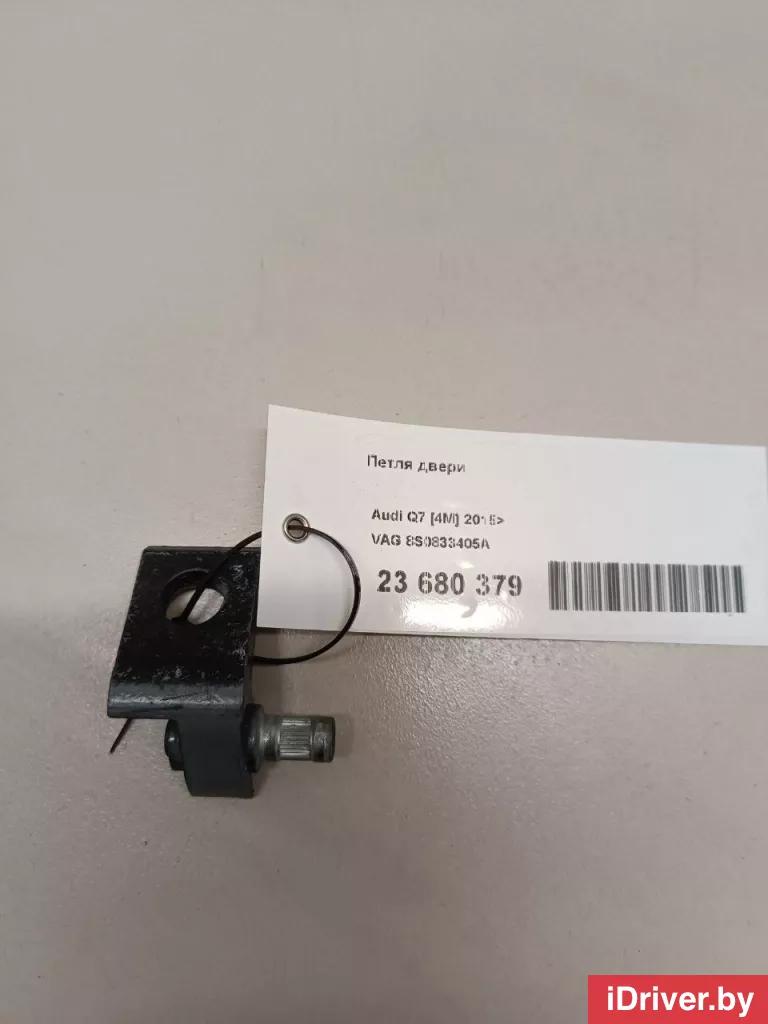 Петля двери
Audi Q7 [4M] 2015>
VAG 8S0833405A
23 680 379
iDriver.by